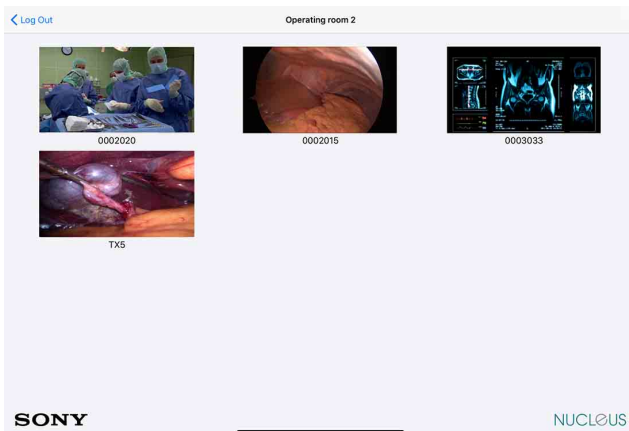 Log Out
Operating room 2
0002020
0002015
0003033
TX5
SONY
NUCLEUS